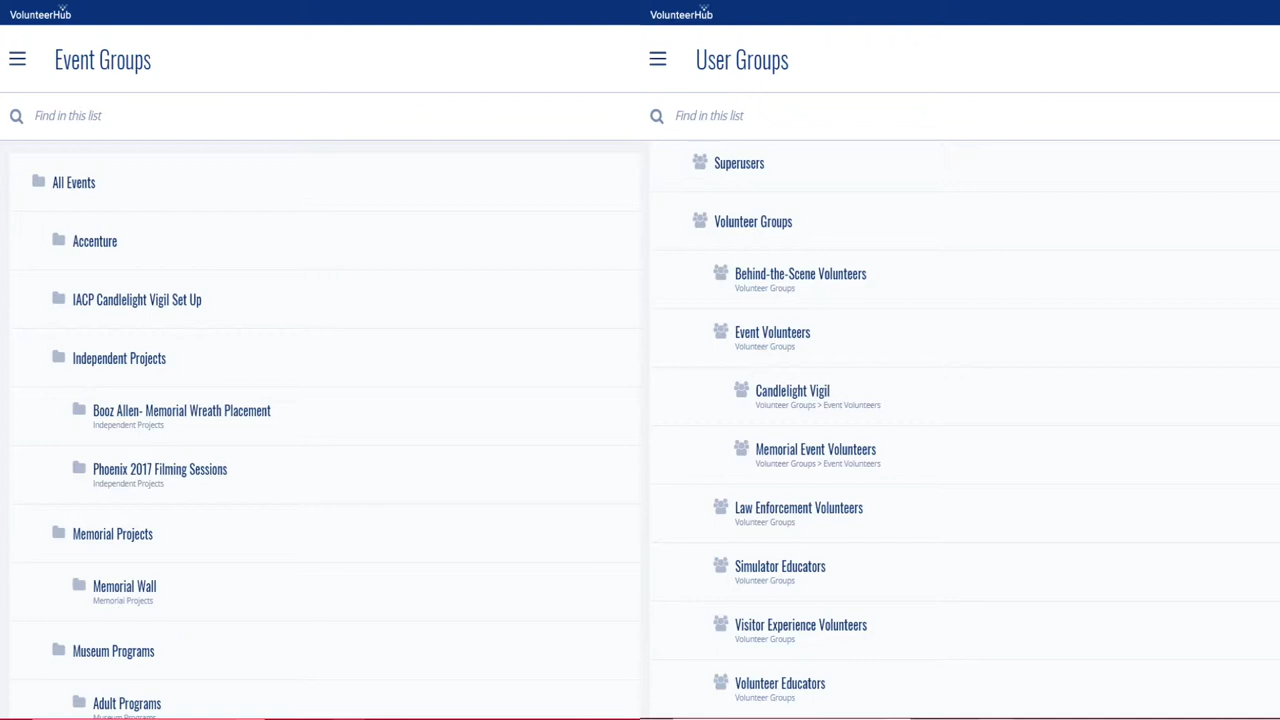 VolunteerHub
Event Groups
Find in this list
All Events
Accenture
IACP Candlelight Vigil Set Up
Independent Projects
Booz Allen- Memorial Wreath Placement
Independent Projects
Phoenix 2017 Filming Sessions
Independent Projects
Memorial Projects
Memorial Wall
Memorial Projects
Museum Programs
Adult Programs
Museum Programs
VolunteerHub
User Groups
Find in this list
Superusers
Volunteer Groups
Behind-the-Scene Volunteers
Volunteer Groups
Event Volunteers
Volunteer Groups
Candlelight Vigil
Volunteer Groups > Event Volunteers
Memorial Event Volunteers
Volunteer Groups > Event Volunteers
Law Enforcement Volunteers
Volunteer Groups
Simulator Educators
Volunteer Groups
Visitor Experience Volunteers
Volunteer Groups
Volunteer Educators
Volunteer Groups